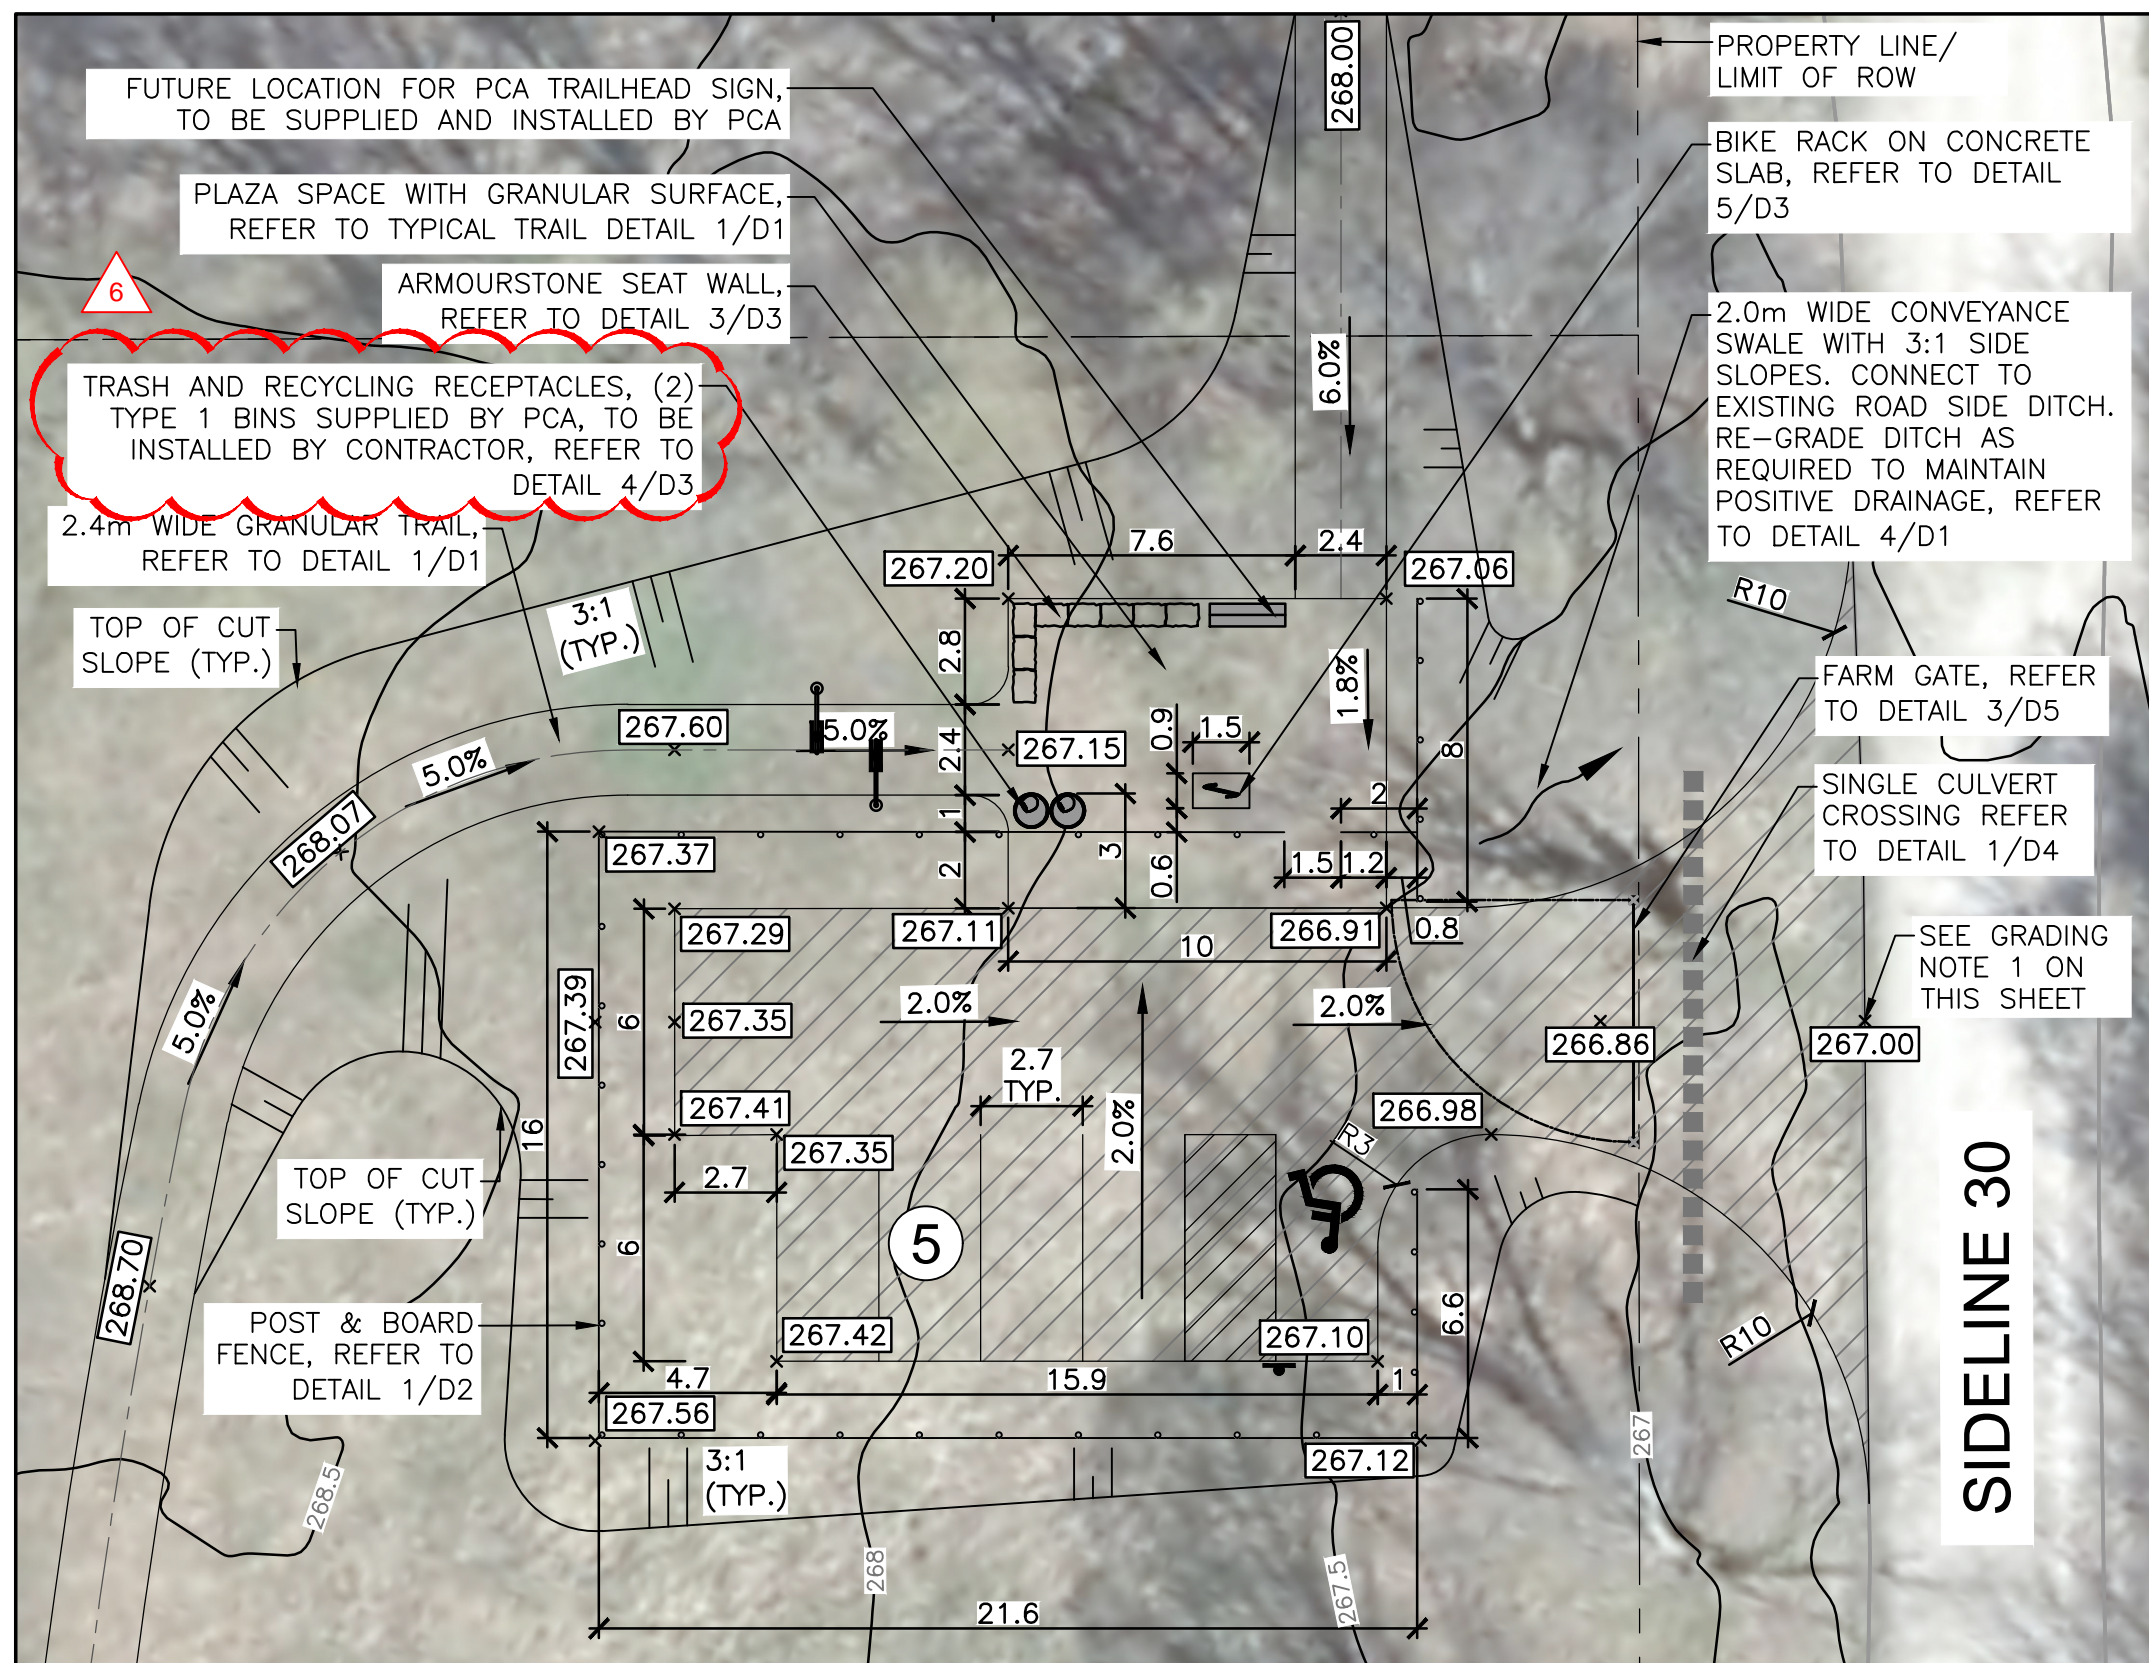 FUTURE LOCATION FOR PCA TRAILHEAD SIGN,
TO BE SUPPLIED AND INSTALLED BY PCA
PLAZA SPACE WITH GRANULAR SURFACE,
REFER TO TYPICAL TRAIL DETAIL 1/D1
ARMOURSTONE SEAT WALL,
REFER TO DETAIL 3/D3
6
TRASH AND RECYCLING RECEPTACLES, (2)
TYPE 1 BINS SUPPLIED BY PCA, TO BE
INSTALLED BY CONTRACTOR, REFER TO
DETAIL 4/D3
2.4m WIDE GRANULAR TRAIL,
REFER TO DETAIL 1/D1
TOP OF CUT
SLOPE (TYP.)
3:1
(TYP.)
268.00
6.0%
PROPERTY LINE/
LIMIT OF ROW
BIKE RACK ON CONCRETE
SLAB, REFER TO DETAIL
5/D3
2.0m WIDE CONVEYANCE
SWALE WITH 3:1 SIDE
SLOPES. CONNECT TO
EXISTING ROAD SIDE DITCH.
RE-GRADE DITCH AS
REQUIRED TO MAINTAIN
POSITIVE DRAINAGE, REFER
TO DETAIL 4/D1
R10
FARM GATE, REFER
TO DETAIL 3/D5
SINGLE CULVERT
CROSSING REFER
TO DETAIL 1/D4
SEE GRADING
NOTE 1 ON
THIS SHEET
7.6
2.4
267.20
267.06
2.8
1.8%
8
267.60
5.0%
2.4
267.15
0.9
1.5
5.0%
268.07
1
2
267.37
2
3
0.6
1.5
1.2
0.8
267.29
267.11
266.91
10
5.0%
267.39
6
267.35
2.0%
2.0%
266.86
267.00
2.7
TYP.
267.41
2.0%
266.98
16
267.35
R3
2.7
TOP OF CUT
SLOPE (TYP.)
5
6
268.70
6.6
POST & BOARD
FENCE, REFER TO
DETAIL 1/D2
267.42
267.10
R10
4.7
15.9
1
267.56
267.12
3:1
(TYP.)
268.5
268
267.5
267
21.6
SIDELINE 30